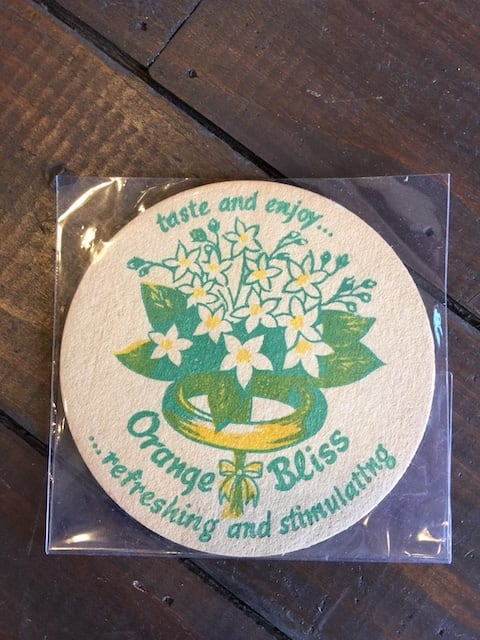 taste and enjoy...
Orange Bliss
...refreshing and stimulating